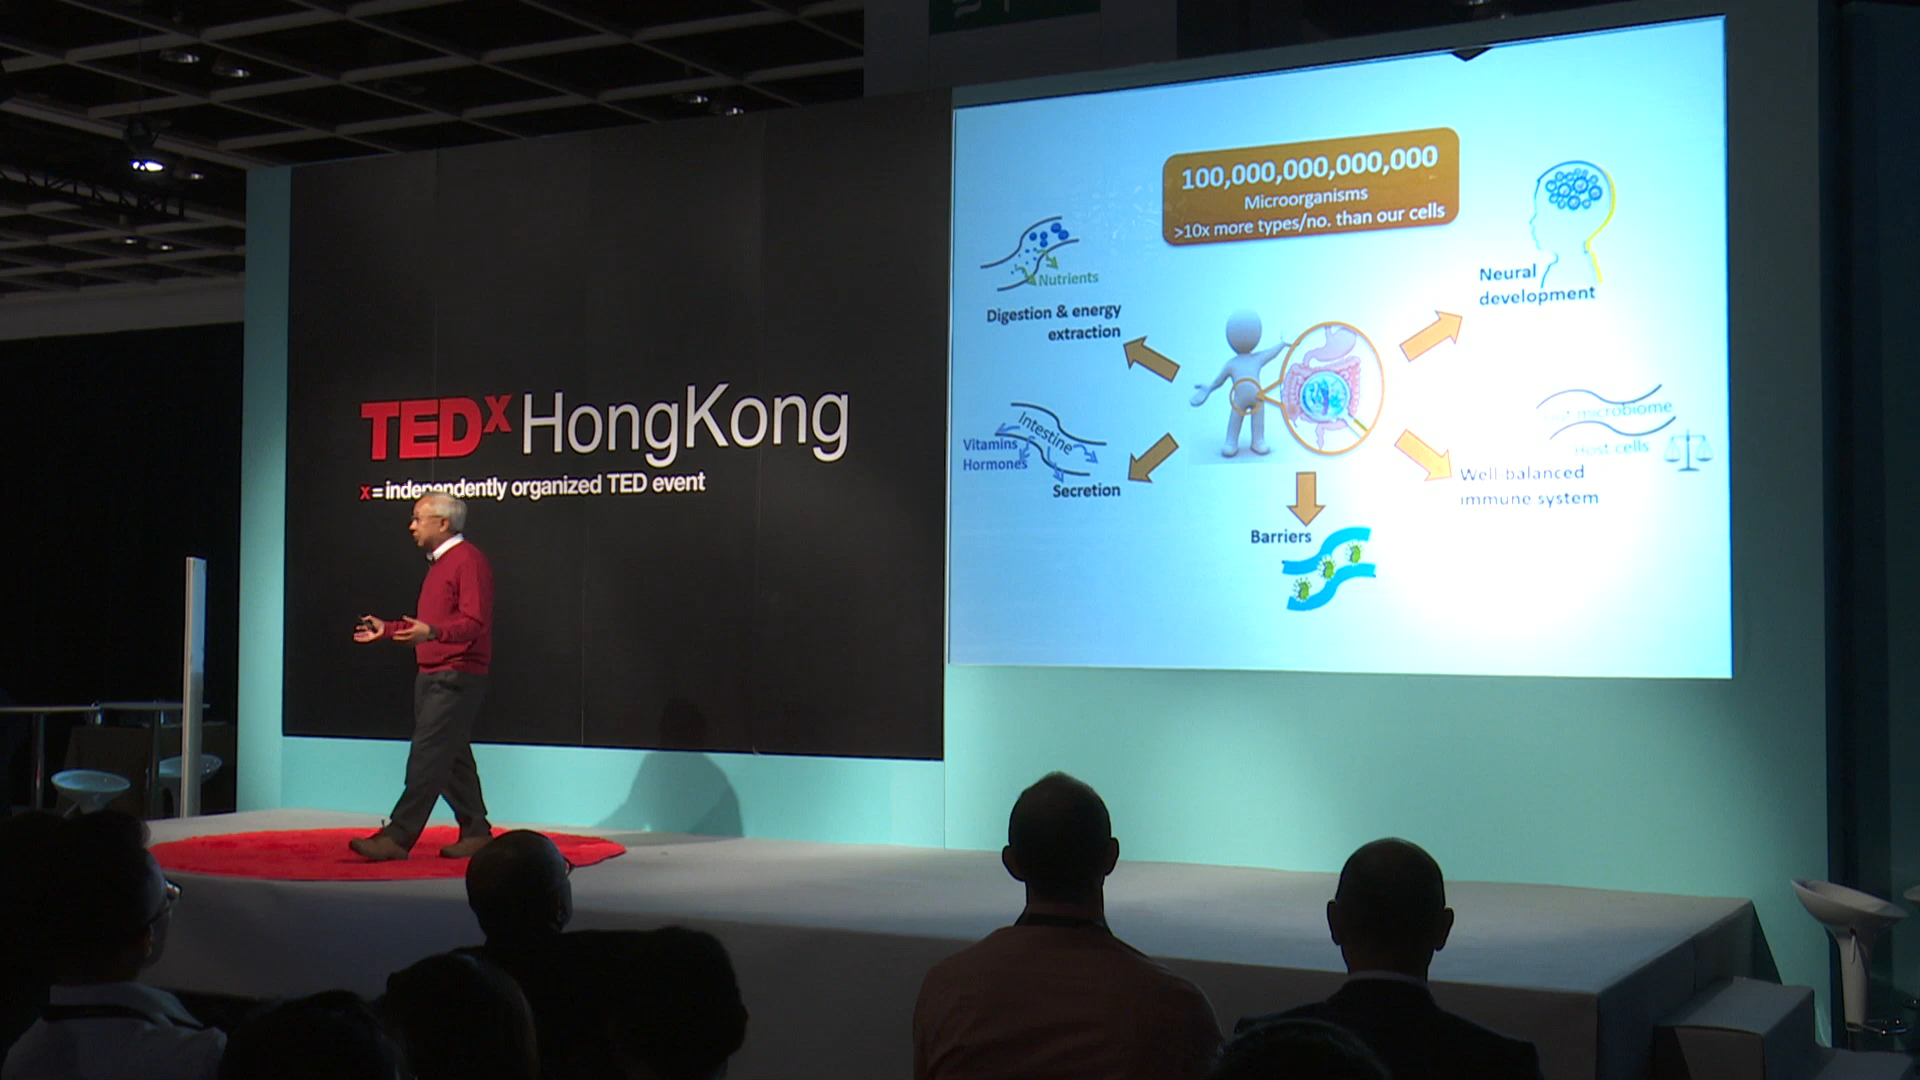 TEDx HongKong
x = independently organized TED event
100,000,000,000,000
Microorganisms
>10x more types/no. than our cells
Nutrients
Digestion & energy
extraction
Intestine
Vitamins
Hormones
Secretion
Barriers
Neural
development
microbiome
Host cells
Well balanced
immune system